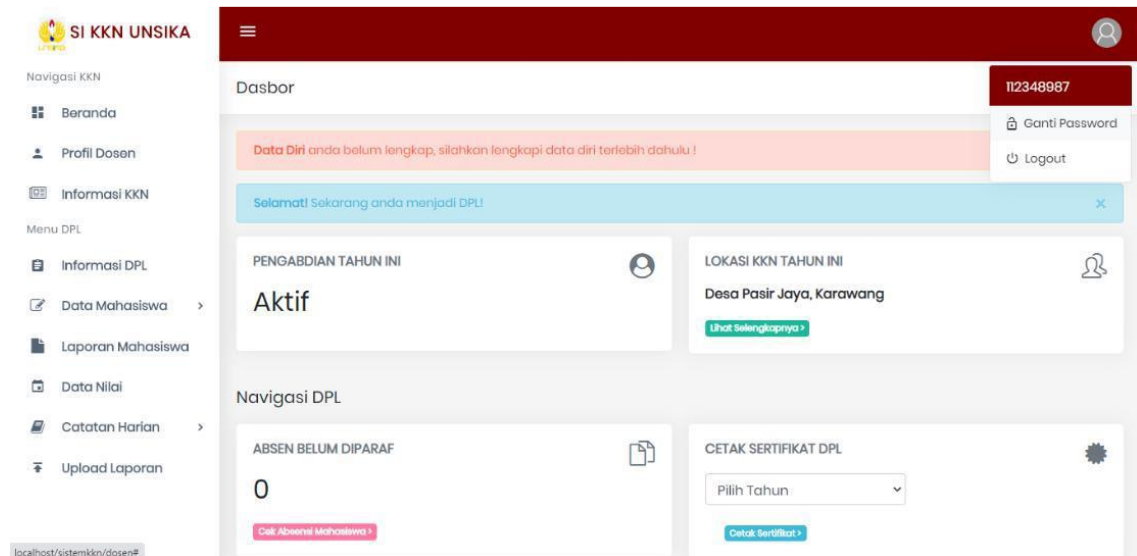 SI KKN UNSIKA
Navigasi KKN
Beranda
Profil Dosen
Informasi KKN
Menu DPL
Informasi DPL
Data Mahasiswa >
Laporan Mahasiswa
Data Nilai
Catatan Harian >
Upload Laporan
localhost/sistemkkn/dosen#
Dasbor
112348987
Ganti Password
Logout
Data Diri anda belum lengkap, silahkan lengkapi data diri terlebih dahulu !
Selamat! Sekarang anda menjadi DPL! ×
PENGABDIAN TAHUN INI
Aktif
LOKASI KKN TAHUN INI
Desa Pasir Jaya, Karawang
Lihat Selengkapnya >
Navigasi DPL
ABSEN BELUM DIPARAF
0
Cek Absensi Mahasiswa >
CETAK SERTIFIKAT DPL
Pilih Tahun
Cetak Sertifikat >